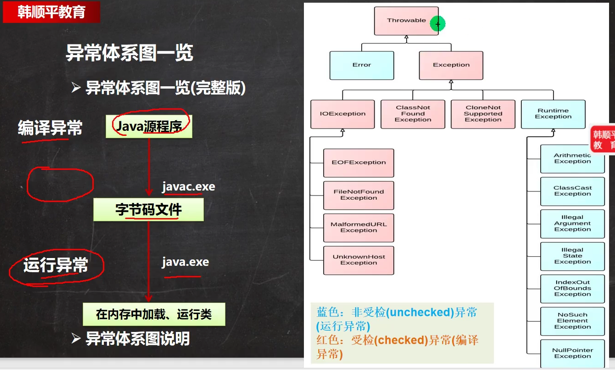 韩顺平教育
异常体系图一览
➢ 异常体系图一览(完整版)
编译异常
Java源程序
javac.exe
字节码文件
运行异常
java.exe
在内存中加载、运行类
➢ 异常体系图说明
Throwable
Error
Exception
IOException
ClassNot
Found
Exception
CloneNot
Supported
Exception
Runtime
Exception
EOFException
FileNotFound
Exception
MalformedURL
Exception
UnknownHost
Exception
Arithmetic
Exception
ClassCast
Exception
Illegal
Argument
Exception
Illegal
State
Exception
IndexOut
OfBounds
Exception
NoSuch
Element
Exception
NullPointer
Exception
蓝色：非受检(unchecked)异常
(运行异常)
红色：受检(checked)异常(编译
异常)
韩顺平
教 育